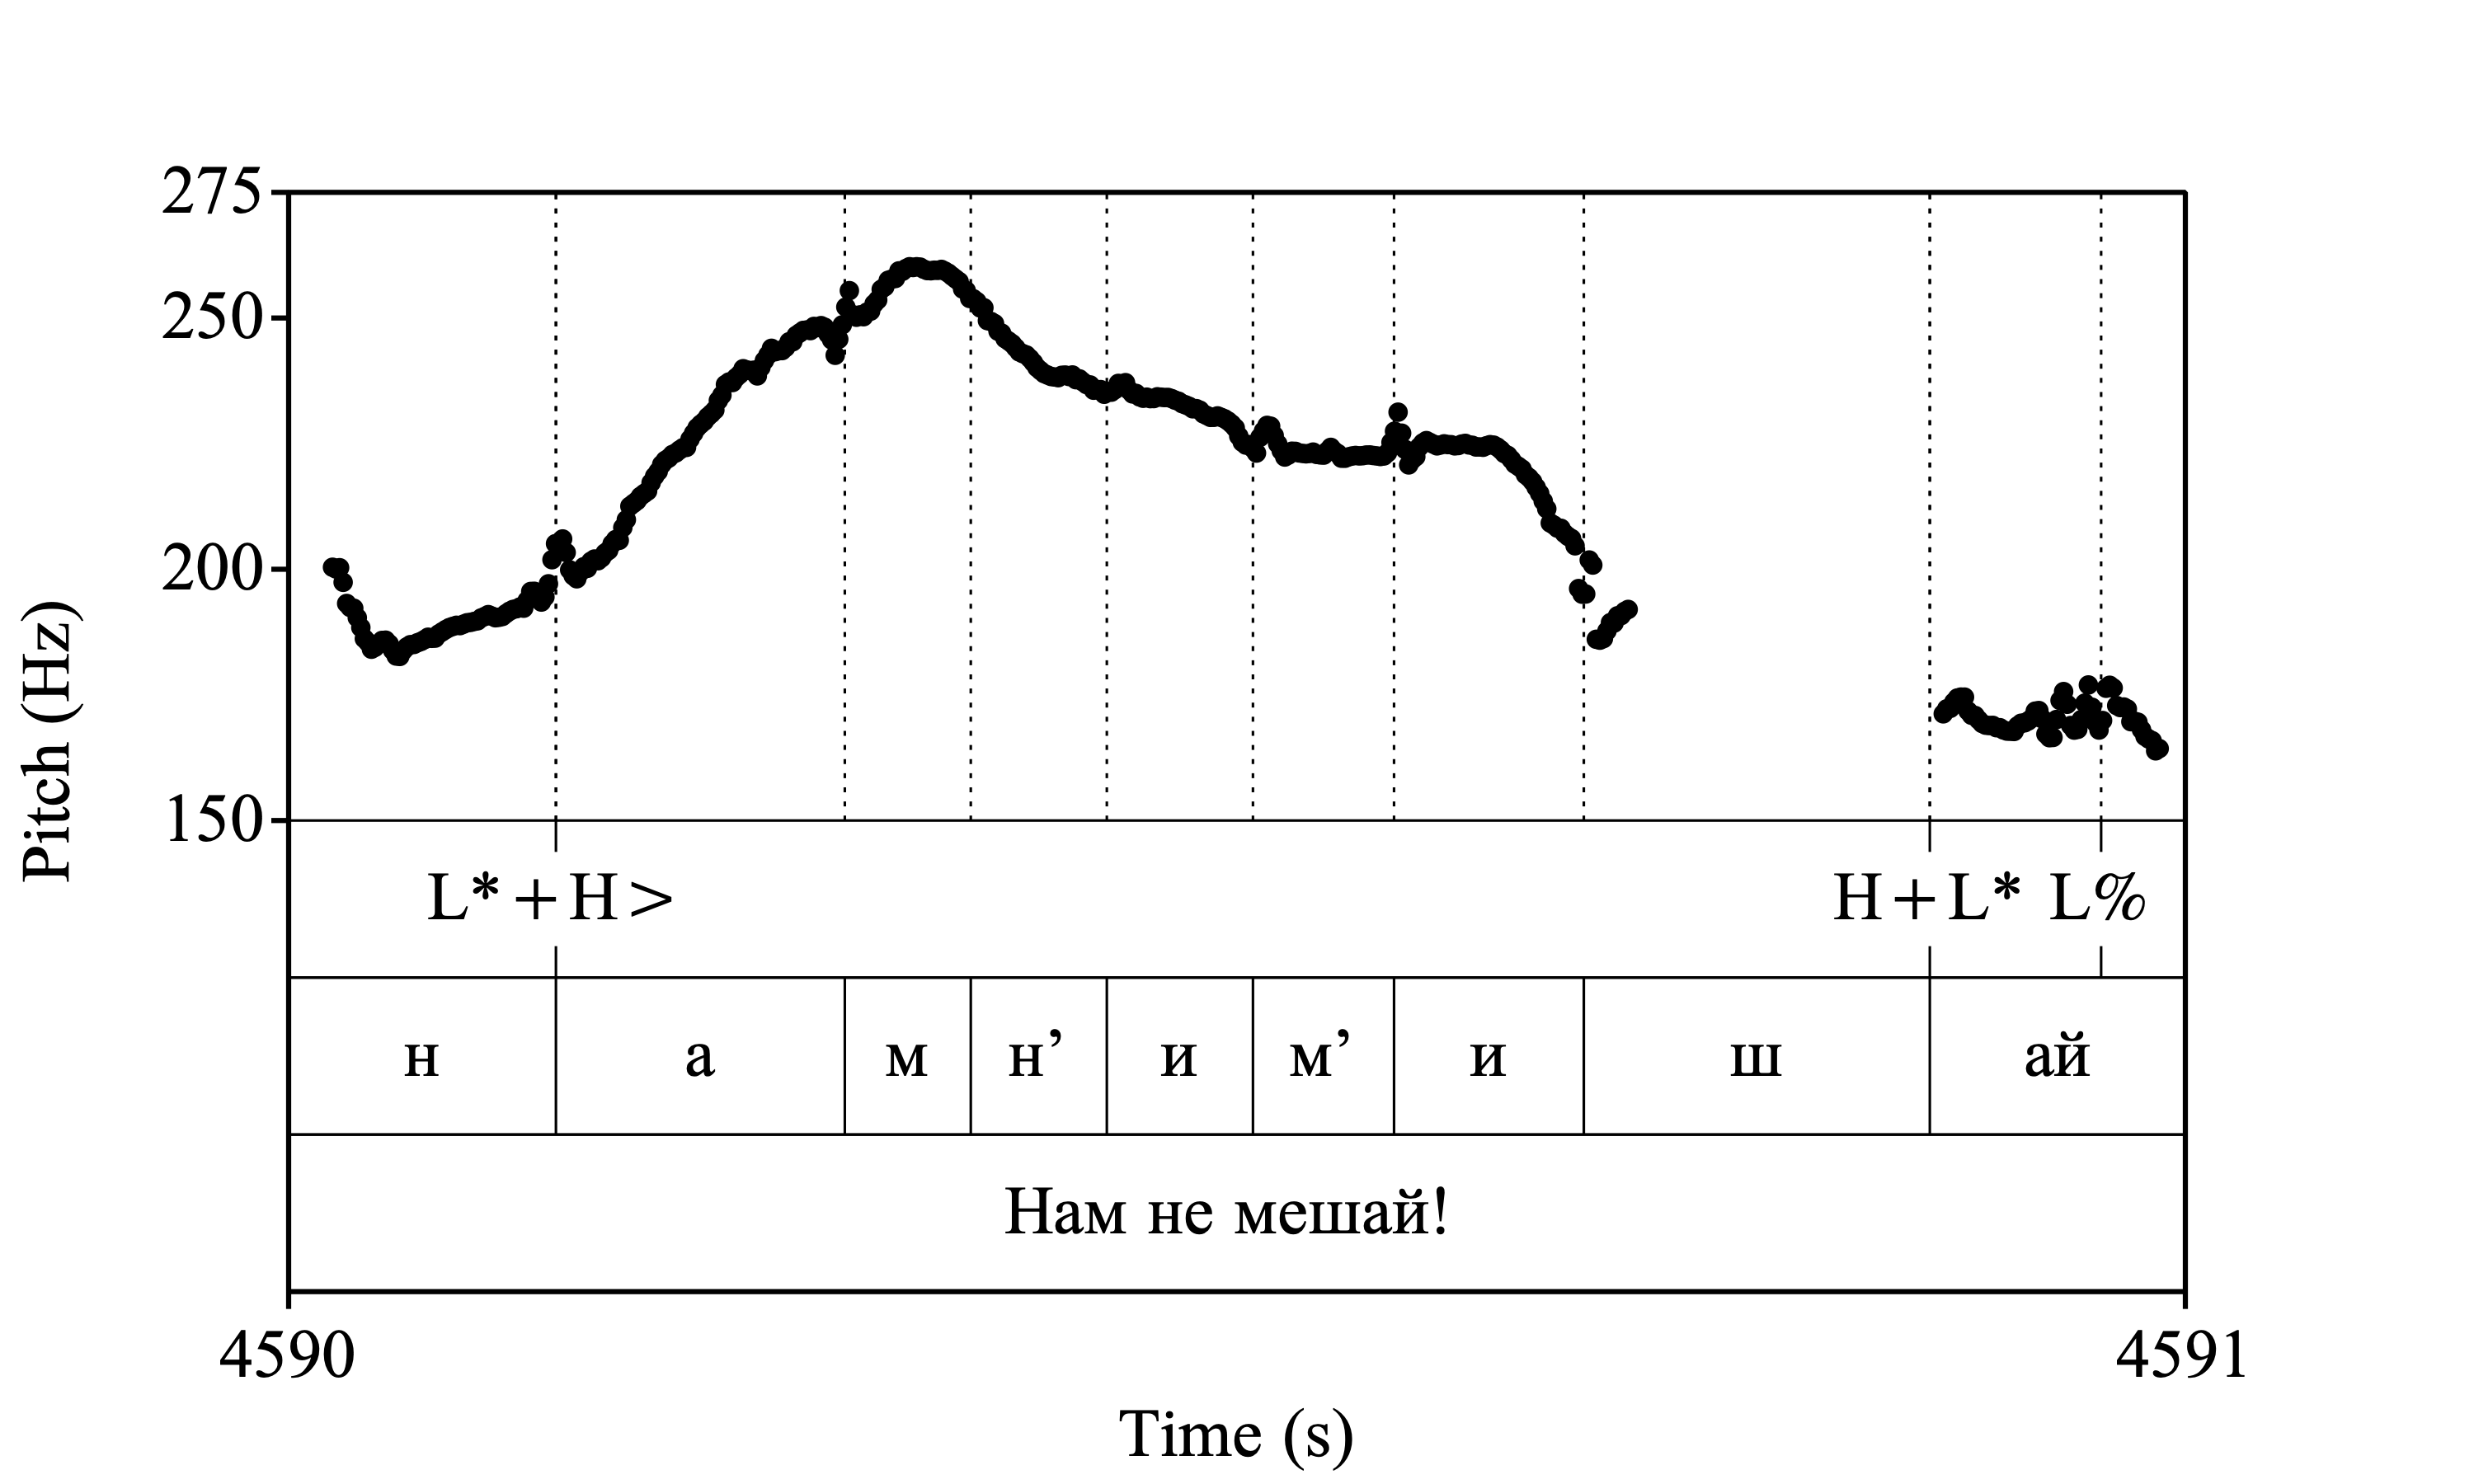 275
250
200
150
Pitch (Hz)
L*+H> H+L* L%
н а м н’ и м’ и ш ай
Нам не мешай!
4590 4591
Time (s)